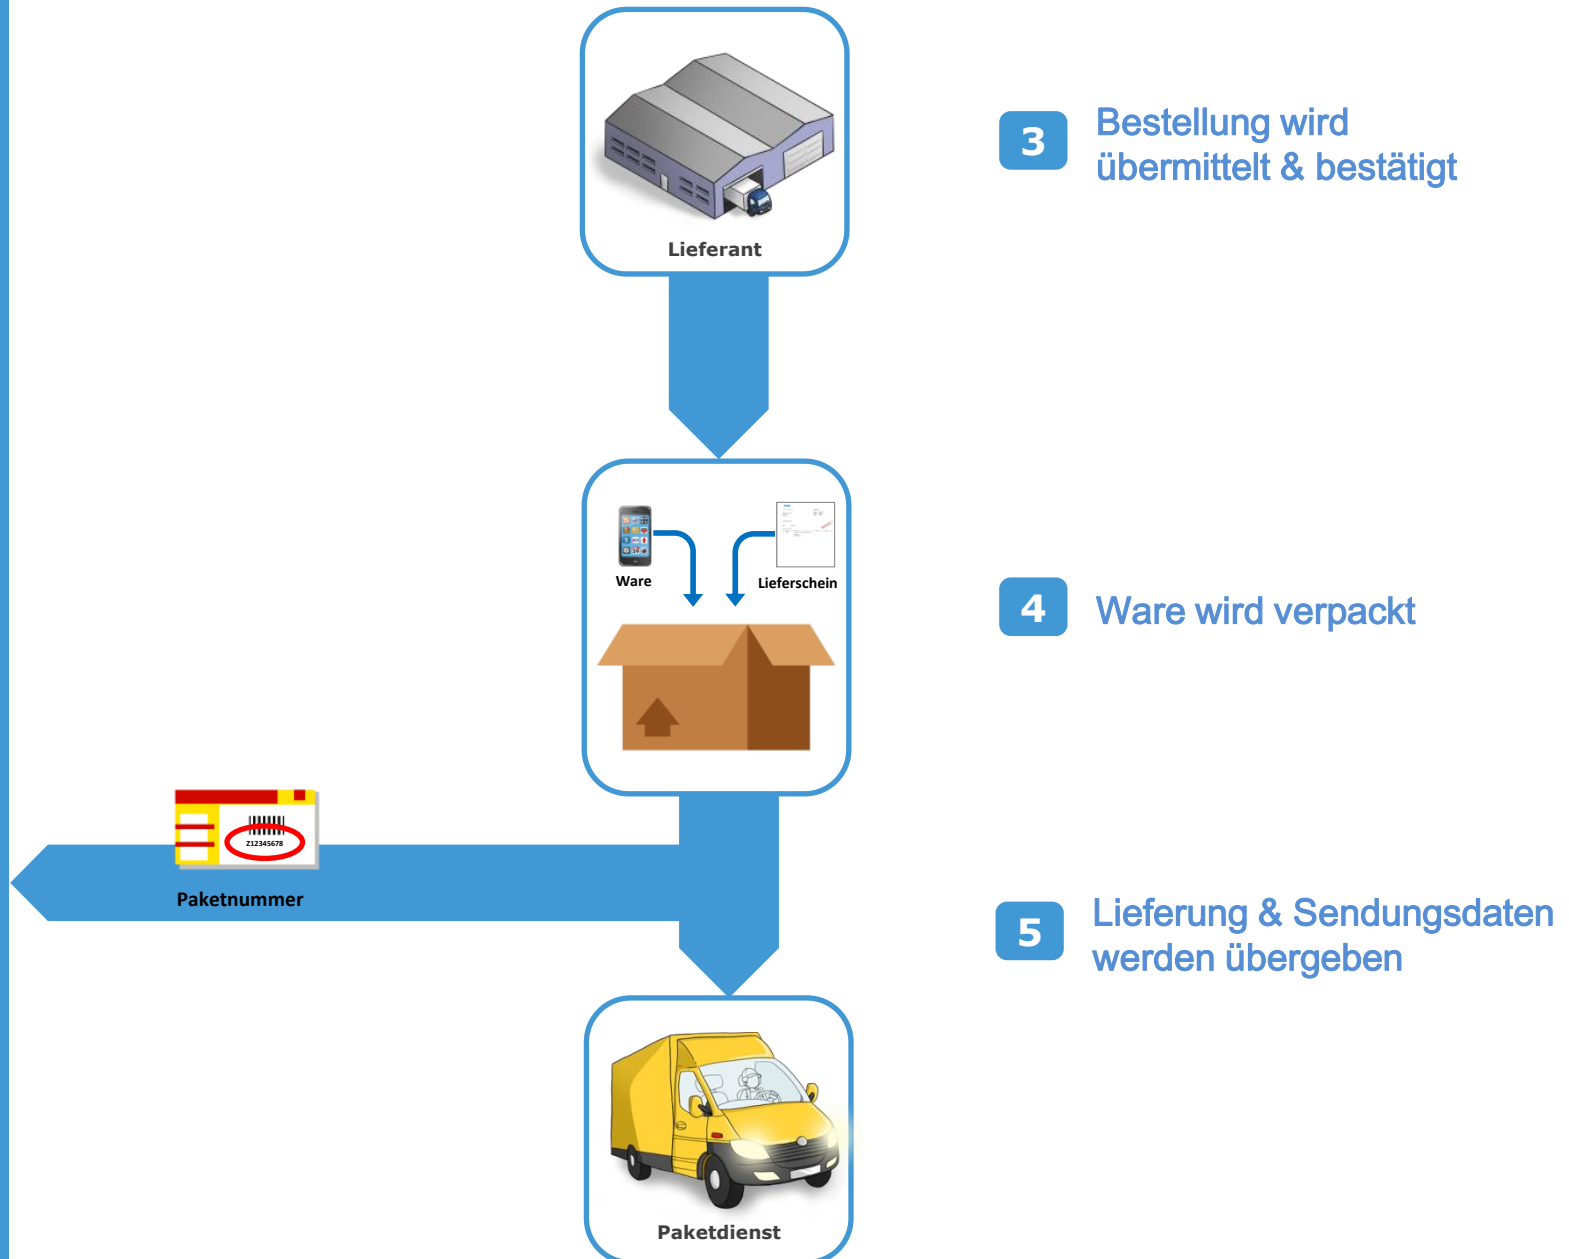 Lieferant
3
Bestellung wird
übermittelt & bestätigt
Ware
Lieferschein
4
Ware wird verpackt
Z12345678
Paketnummer
5
Lieferung & Sendungsdaten
werden übergeben
Paketdienst